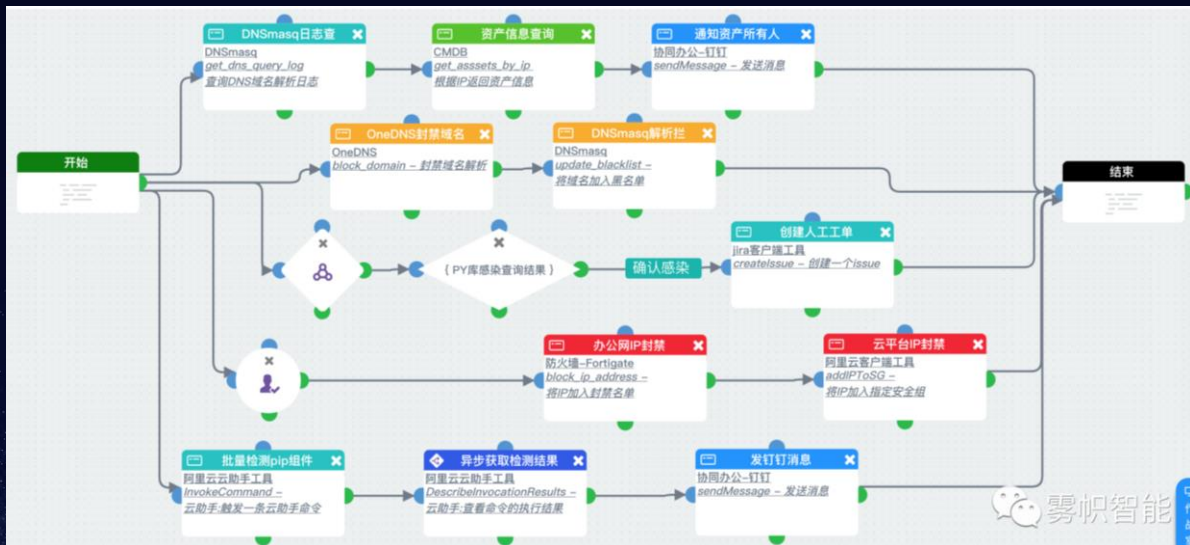 DNSmasq日志查
DNSmasq
get_dns_query_log
查询DNS域名解析日志
资产信息查询
CMDB
get_asssets_by_ip
根据IP返回资产信息
通知资产所有人
协同办公-钉钉
sendMessage - 发送消息
OneDNS封禁域名
OneDNS
block_domain - 封禁域名解析
DNSmasq解析拦
DNSmasq
update_blacklist -
将域名加入黑名单
开始
结束
{ PY库感染查询结果 }
确认感染
创建人工工单
jira客户端工具
createIssue - 创建一个issue
办公网IP封禁
防火墙-Fortigate
block_ip_address -
将IP加入封禁名单
云平台IP封禁
阿里云客户端工具
addIPToSG -
将IP加入指定安全组
批量检测pip组件
阿里云云助手工具
InvokeCommand -
云助手:触发一条云助手命令
异步获取检测结果
阿里云云助手工具
DescribeInvocationResults -
云助手:查看命令的执行结果
发钉钉消息
协同办公-钉钉
sendMessage - 发送消息
雾帜智能